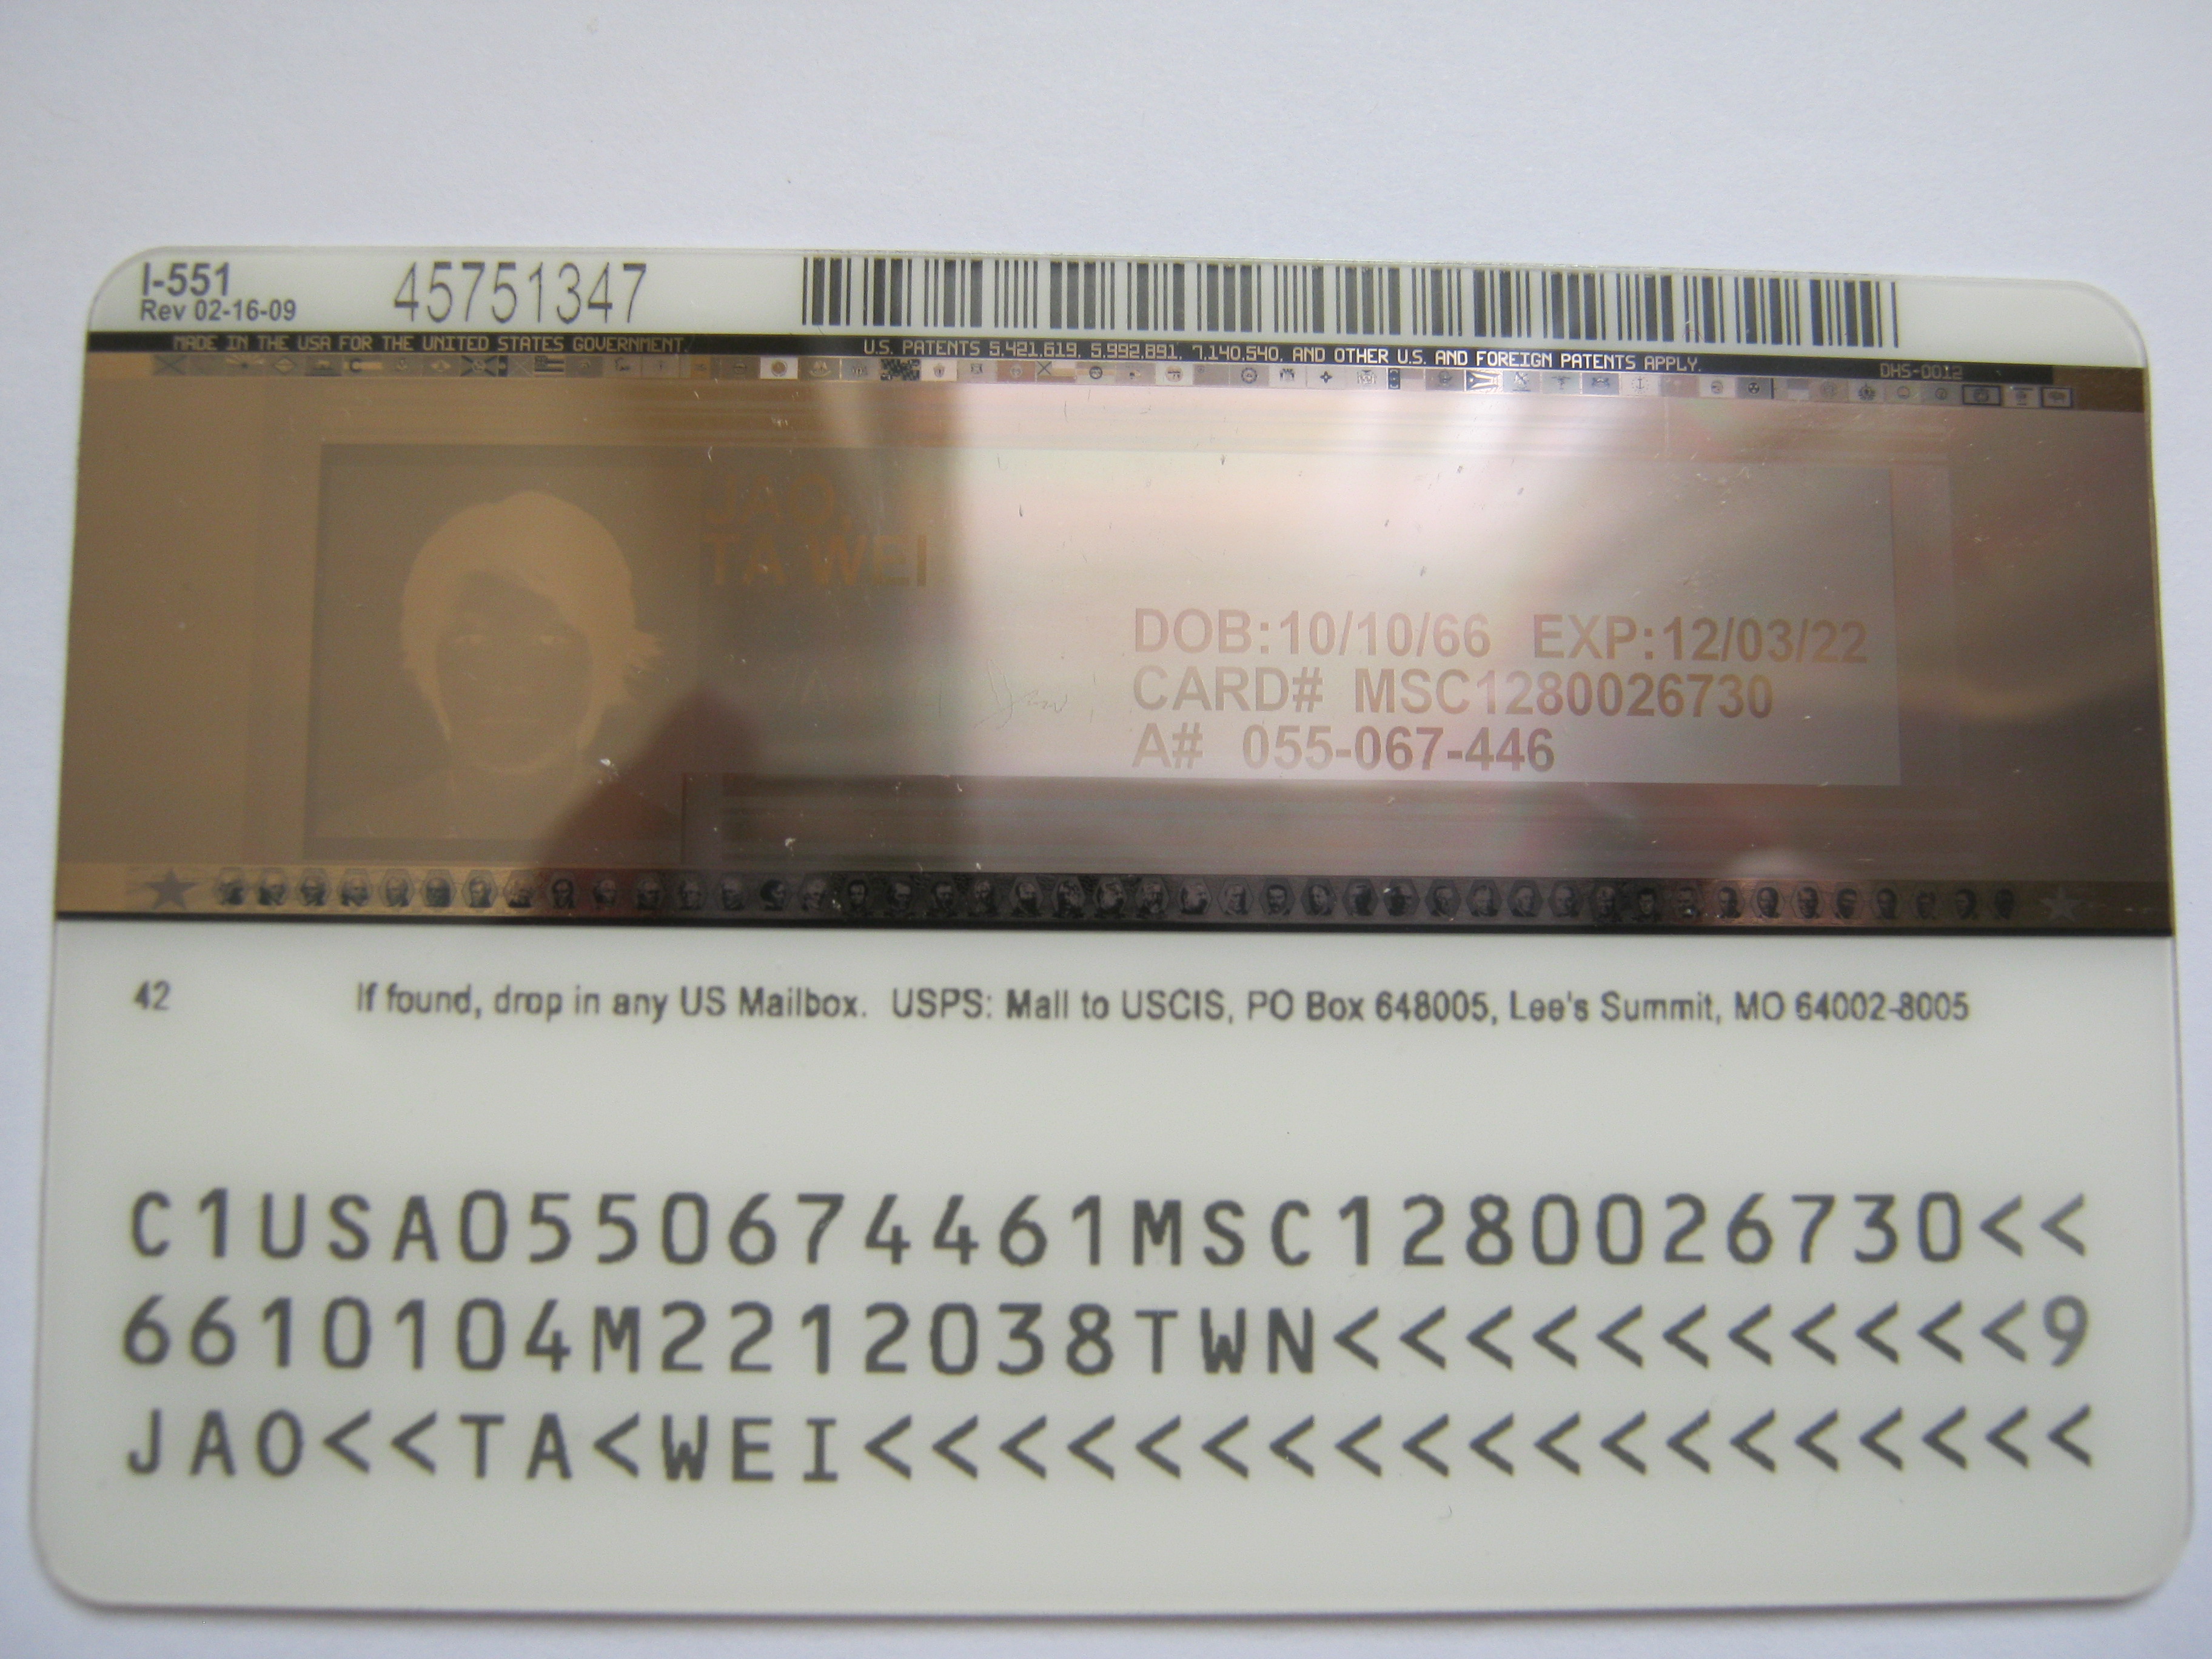 I-551
Rev 02-16-09
45751347
MADE IN THE USA FOR THE UNITED STATES GOVERNMENT. U.S. PATENTS 5,421,619, 5,992,891, 7,140,540, AND OTHER U.S. AND FOREIGN PATENTS APPLY. DHS-0012
JAO,
TA WEI
DOB:10/10/66 EXP:12/03/22
CARD# MSC1280026730
A# 055-067-446
42 If found, drop in any US Mailbox. USPS: Mail to USCIS, PO Box 648005, Lee's Summit, MO 64002-8005
C1USA0550674461MSC1280026730<<
6610104M2212038TWN<<<<<<<<<<<9
JAO<<TA<WEI<<<<<<<<<<<<<<<<<<<